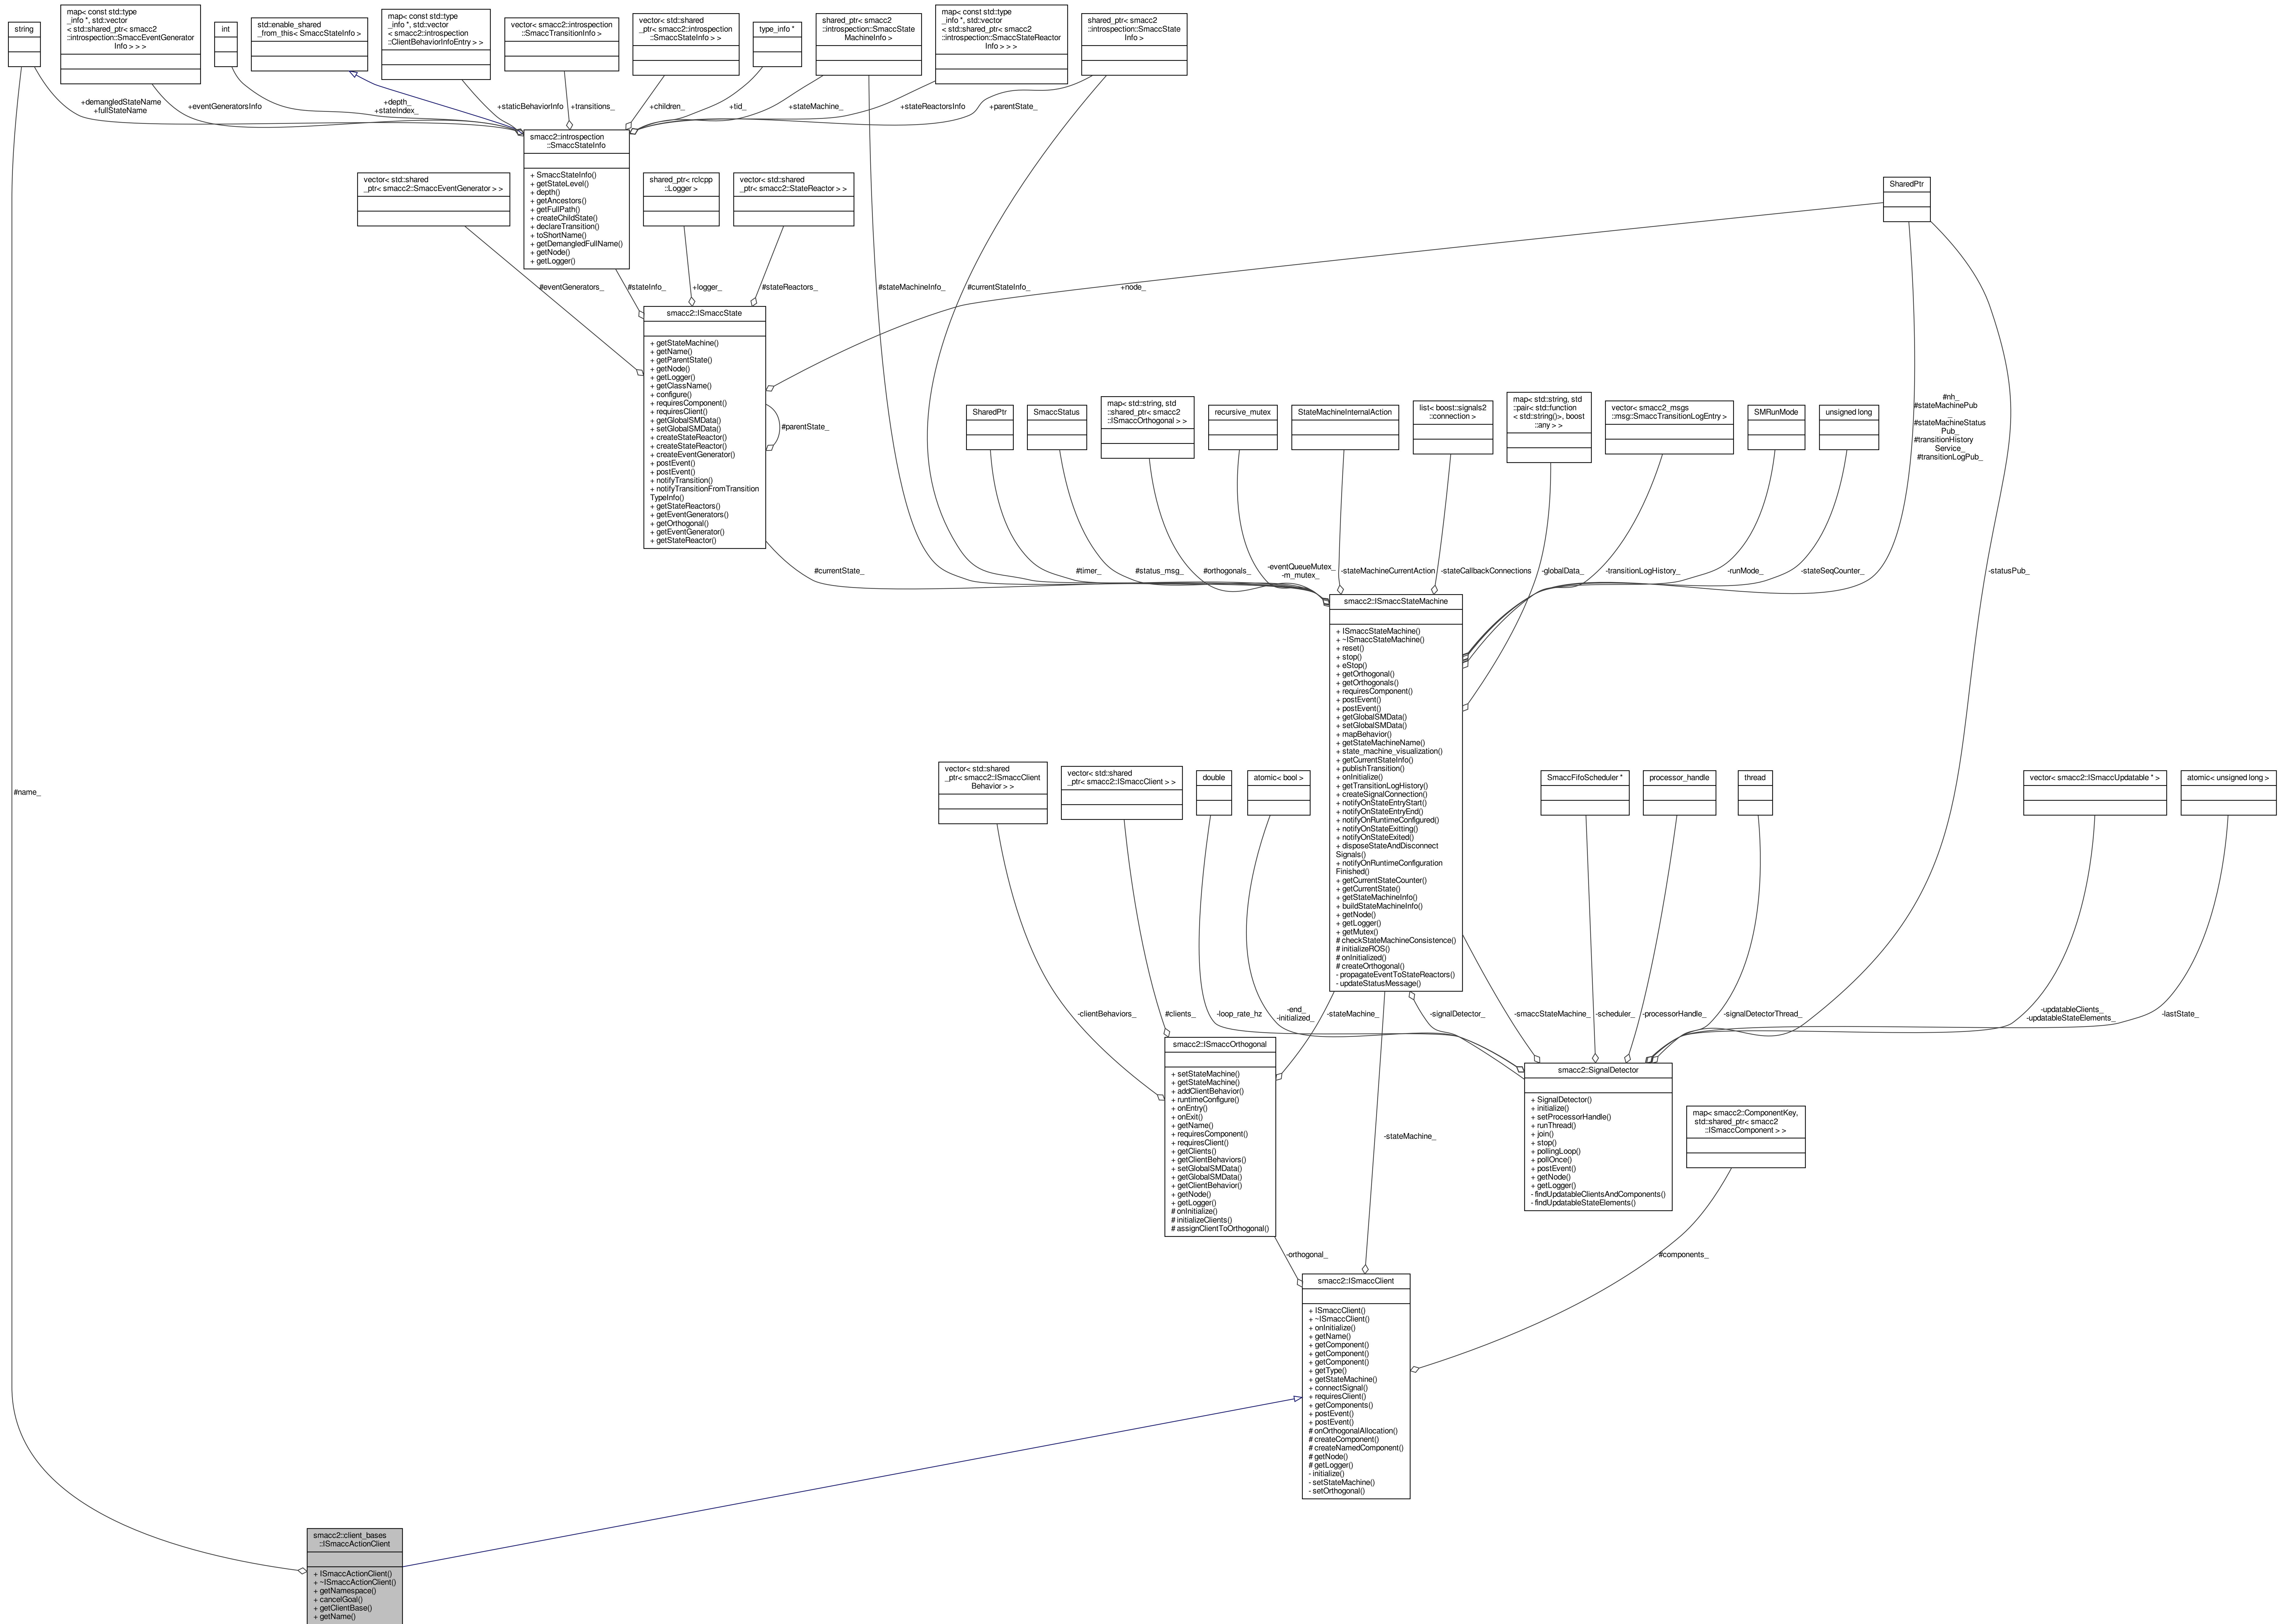 string
map< const std::type
_info *, std::vector
< std::shared_ptr< smacc2
::introspection::SmaccEventGenerator
Info > > >
int
std::enable_shared
_from_this< SmaccStateInfo >
map< const std::type
_info *, std::vector
< smacc2::introspection
::ClientBehaviorInfoEntry > >
vector< smacc2::introspection
::SmaccTransitionInfo >
vector< std::shared
_ptr< smacc2::introspection
::SmaccStateInfo > >
type_info *
shared_ptr< smacc2
::introspection::SmaccState
MachineInfo >
map< const std::type
_info *, std::vector
< std::shared_ptr< smacc2
::introspection::SmaccStateReactor
Info > > >
shared_ptr< smacc2
::introspection::SmaccState
Info >
+demangledStateName
+fullStateName
+eventGeneratorsInfo
+depth_
+stateIndex_
+staticBehaviorInfo
+transitions_
+children_
+tid_
+stateMachine_
+stateReactorsInfo
+parentState_
smacc2::introspection
::SmaccStateInfo
+ SmaccStateInfo()
+ getStateLevel()
+ depth()
+ getAncestors()
+ getFullPath()
+ createChildState()
+ declareTransition()
+ toShortName()
+ getDemangledFullName()
+ getNode()
+ getLogger()
vector< std::shared
_ptr< smacc2::SmaccEventGenerator > >
shared_ptr< rclcpp
::Logger >
vector< std::shared
_ptr< smacc2::StateReactor > >
SharedPtr
#eventGenerators_
#stateInfo_
+logger_
#stateReactors_
#stateMachineInfo_
#currentStateInfo_
+node_
smacc2::ISmaccState
+ getStateMachine()
+ getName()
+ getParentState()
+ getNode()
+ getLogger()
+ getClassName()
+ configure()
+ requiresComponent()
+ requiresClient()
+ getGlobalSMData()
+ setGlobalSMData()
+ createStateReactor()
+ createStateReactor()
+ createEventGenerator()
+ postEvent()
+ postEvent()
+ notifyTransition()
+ notifyTransitionFromTransition
TypeInfo()
+ getStateReactors()
+ getEventGenerators()
+ getOrthogonal()
+ getEventGenerator()
+ getStateReactor()
#parentState_
SharedPtr
SmaccStatus
map< std::string, std
::shared_ptr< smacc2
::ISmaccOrthogonal > >
recursive_mutex
StateMachineInternalAction
list< boost::signals2
::connection >
map< std::string, std
::pair< std::function
< std::string()>, boost
::any > >
vector< smacc2_msgs
::msg::SmaccTransitionLogEntry >
SMRunMode
unsigned long
#nh_
#stateMachinePub
_
#stateMachineStatus
Pub_
#transitionHistory
Service_
#transitionLogPub_
#currentState_
#timer_
#status_msg_
#orthogonals_
-eventQueueMutex_
-m_mutex_
-stateMachineCurrentAction
-stateCallbackConnections
-globalData_
-transitionLogHistory_
-runMode_
-stateSeqCounter_
-statusPub_
smacc2::ISmaccStateMachine
+ ISmaccStateMachine()
+ ~ISmaccStateMachine()
+ reset()
+ stop()
+ eStop()
+ getOrthogonal()
+ getOrthogonals()
+ requiresComponent()
+ postEvent()
+ postEvent()
+ getGlobalSMData()
+ setGlobalSMData()
+ mapBehavior()
+ getStateMachineName()
+ state_machine_visualization()
+ getCurrentStateInfo()
+ publishTransition()
+ onInitialize()
+ getTransitionLogHistory()
+ createSignalConnection()
+ notifyOnStateEntryStart()
+ notifyOnStateEntryEnd()
+ notifyOnRuntimeConfigured()
+ notifyOnStateExitting()
+ notifyOnStateExited()
+ disposeStateAndDisconnect
Signals()
+ notifyOnRuntimeConfiguration
Finished()
+ getCurrentStateCounter()
+ getCurrentState()
+ getStateMachineInfo()
+ buildStateMachineInfo()
+ getNode()
+ getLogger()
+ getMutex()
# checkStateMachineConsistence()
# initializeROS()
# onInitialized()
# createOrthogonal()
- propagateEventToStateReactors()
- updateStatusMessage()
#name_
vector< std::shared
_ptr< smacc2::ISmaccClient
Behavior > >
vector< std::shared
_ptr< smacc2::ISmaccClient > >
double
atomic< bool >
SmaccFifoScheduler *
processor_handle
thread
vector< smacc2::ISmaccUpdatable * >
atomic< unsigned long >
-clientBehaviors_
#clients_
-loop_rate_hz
-end_
-initialized_
-stateMachine_
-signalDetector_
-smaccStateMachine_
-scheduler_
-processorHandle_
-signalDetectorThread_
-updatableClients_
-updatableStateElements_
-lastState_
smacc2::ISmaccOrthogonal
+ setStateMachine()
+ getStateMachine()
+ addClientBehavior()
+ runtimeConfigure()
+ onEntry()
+ onExit()
+ getName()
+ requiresComponent()
+ requiresClient()
+ getClients()
+ getClientBehaviors()
+ setGlobalSMData()
+ getGlobalSMData()
+ getClientBehavior()
+ getNode()
+ getLogger()
# onInitialize()
# initializeClients()
# assignClientToOrthogonal()
smacc2::SignalDetector
+ SignalDetector()
+ initialize()
+ setProcessorHandle()
+ runThread()
+ join()
+ stop()
+ pollingLoop()
+ pollOnce()
+ postEvent()
+ getNode()
+ getLogger()
- findUpdatableClientsAndComponents()
- findUpdatableStateElements()
map< smacc2::ComponentKey,
std::shared_ptr< smacc2
::ISmaccComponent > >
-stateMachine_
-orthogonal_
#components_
smacc2::ISmaccClient
+ ISmaccClient()
+ ~ISmaccClient()
+ onInitialize()
+ getName()
+ getComponent()
+ getComponent()
+ getComponent()
+ getType()
+ getStateMachine()
+ connectSignal()
+ requiresClient()
+ getComponents()
+ postEvent()
+ postEvent()
# onOrthogonalAllocation()
# createComponent()
# createNamedComponent()
# getNode()
# getLogger()
- initialize()
- setStateMachine()
- setOrthogonal()
smacc2::client_bases
::ISmaccActionClient
+ ISmaccActionClient()
+ ~ISmaccActionClient()
+ getNamespace()
+ cancelGoal()
+ getClientBase()
+ getName()